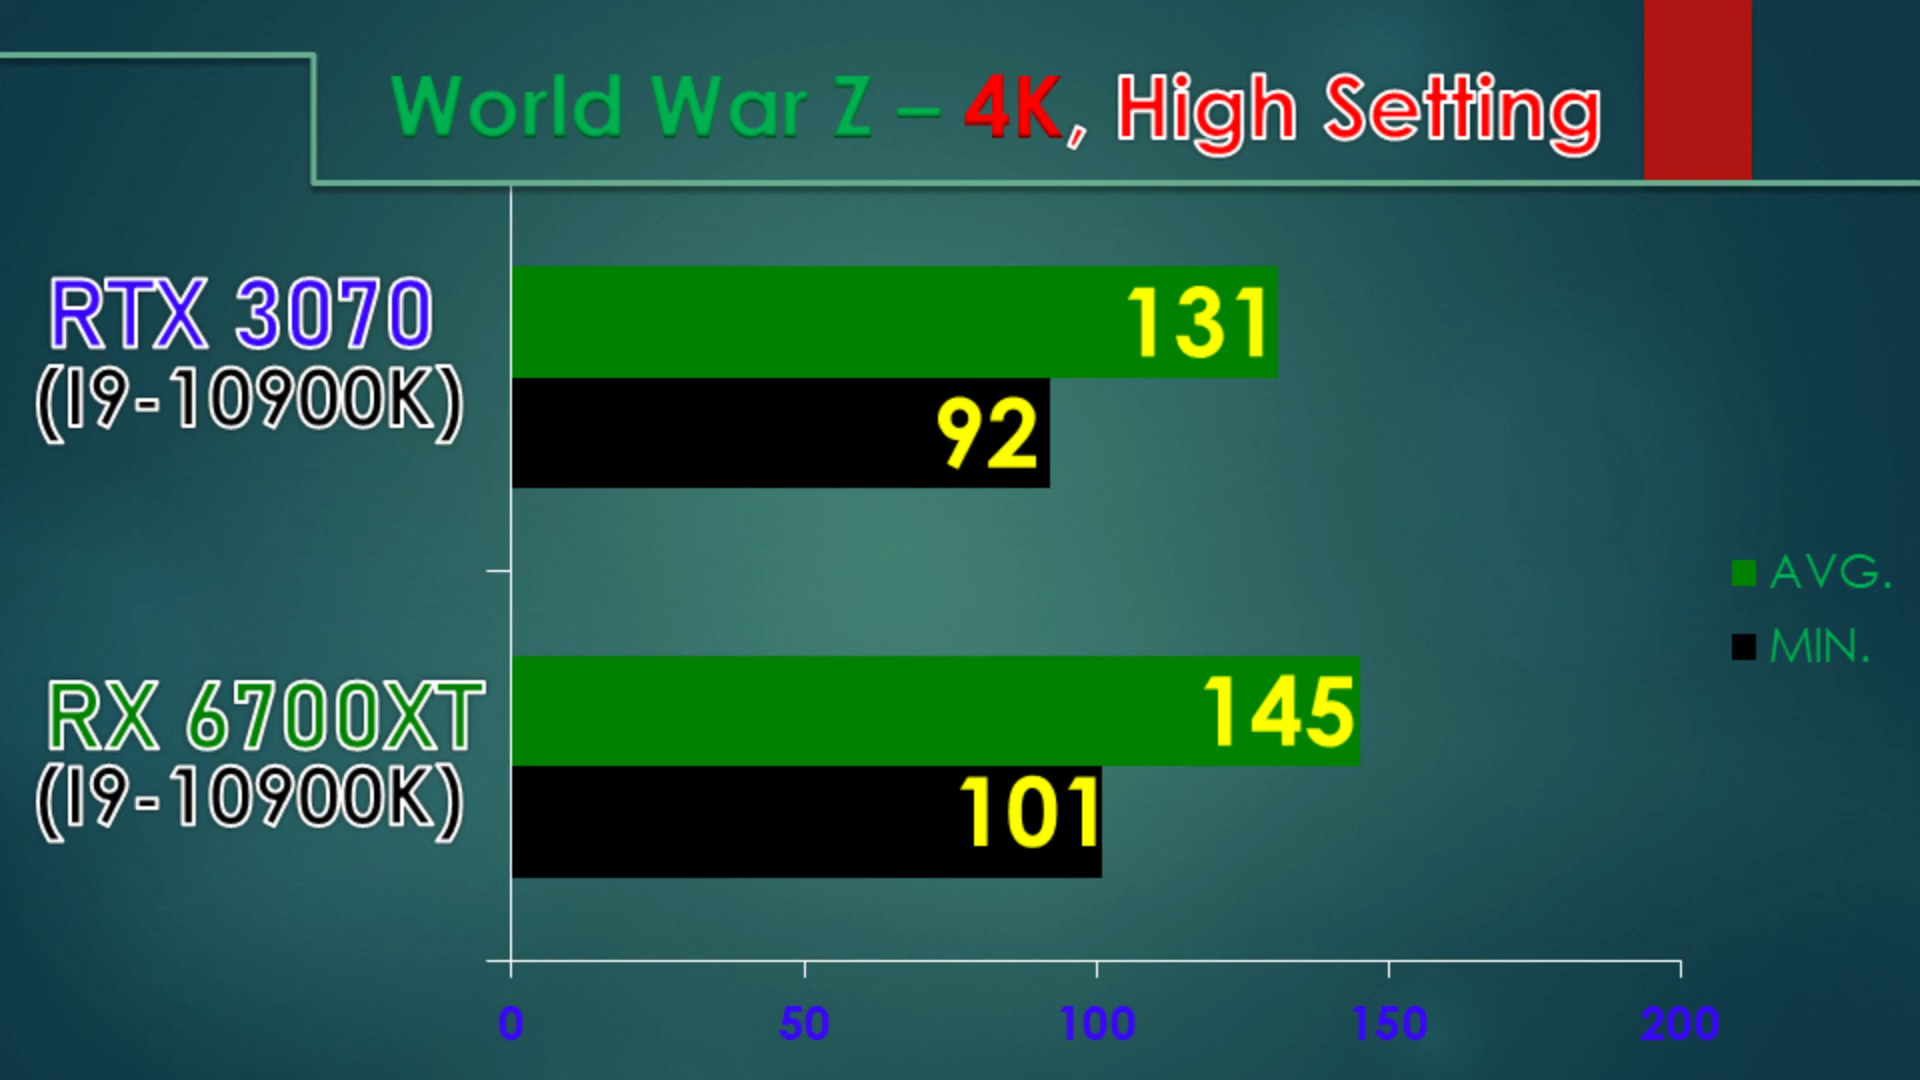 World War Z – 4K, High Setting
RTX 3070
(I9-10900K)
131
92
RX 6700XT
(I9-10900K)
145
101
AVG.
MIN.
0 50 100 150 200